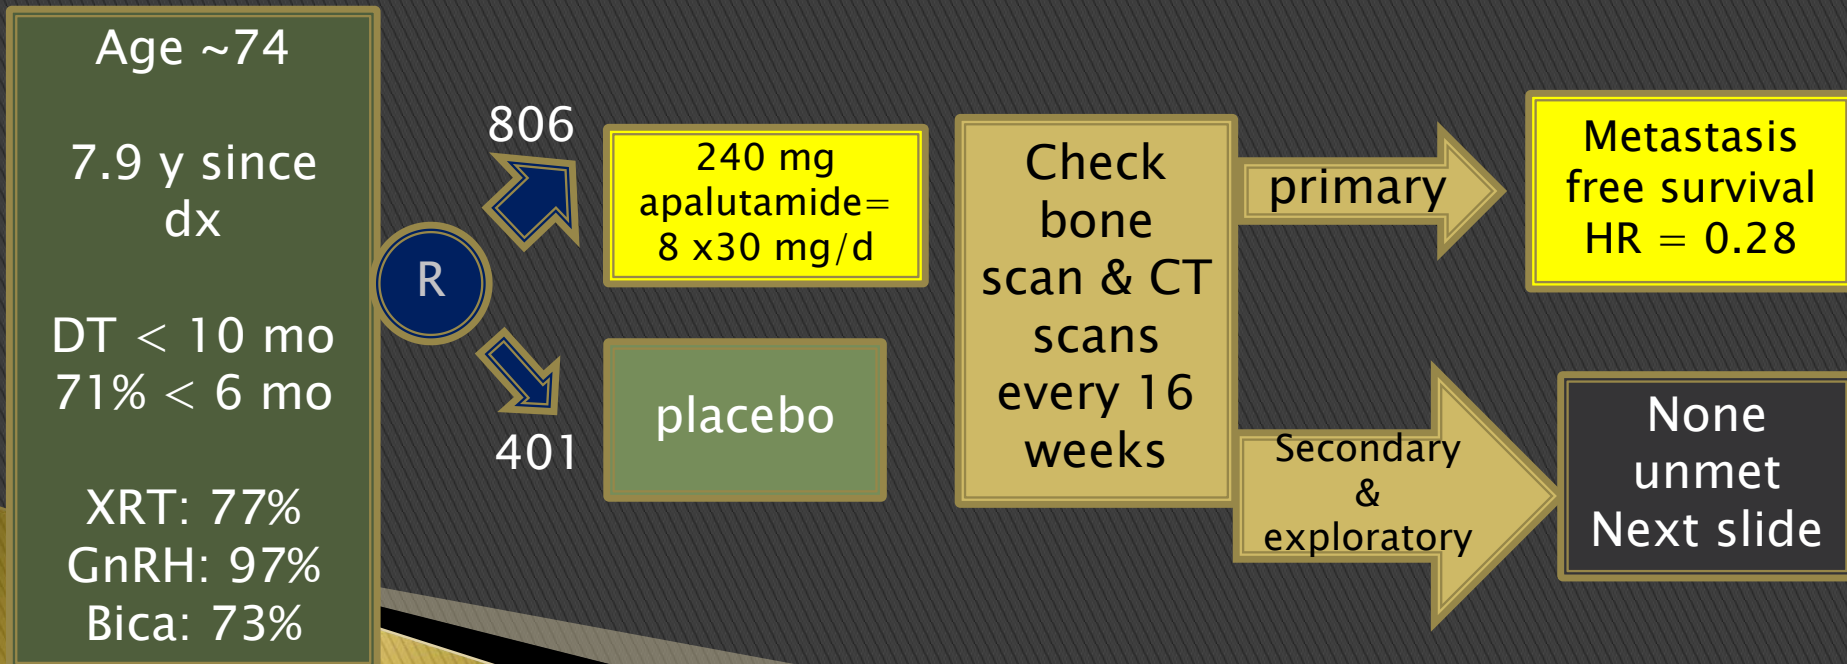 Age ~74
7.9 y since
dx
DT < 10 mo
71% < 6 mo
XRT: 77%
GnRH: 97%
Bica: 73%
R
806
401
240 mg
apalutamide=
8 x30 mg/d
placebo
Check
bone
scan & CT
scans
every 16
weeks
primary
Secondary
&
exploratory
Metastasis
free survival
HR = 0.28
None
unmet
Next slide